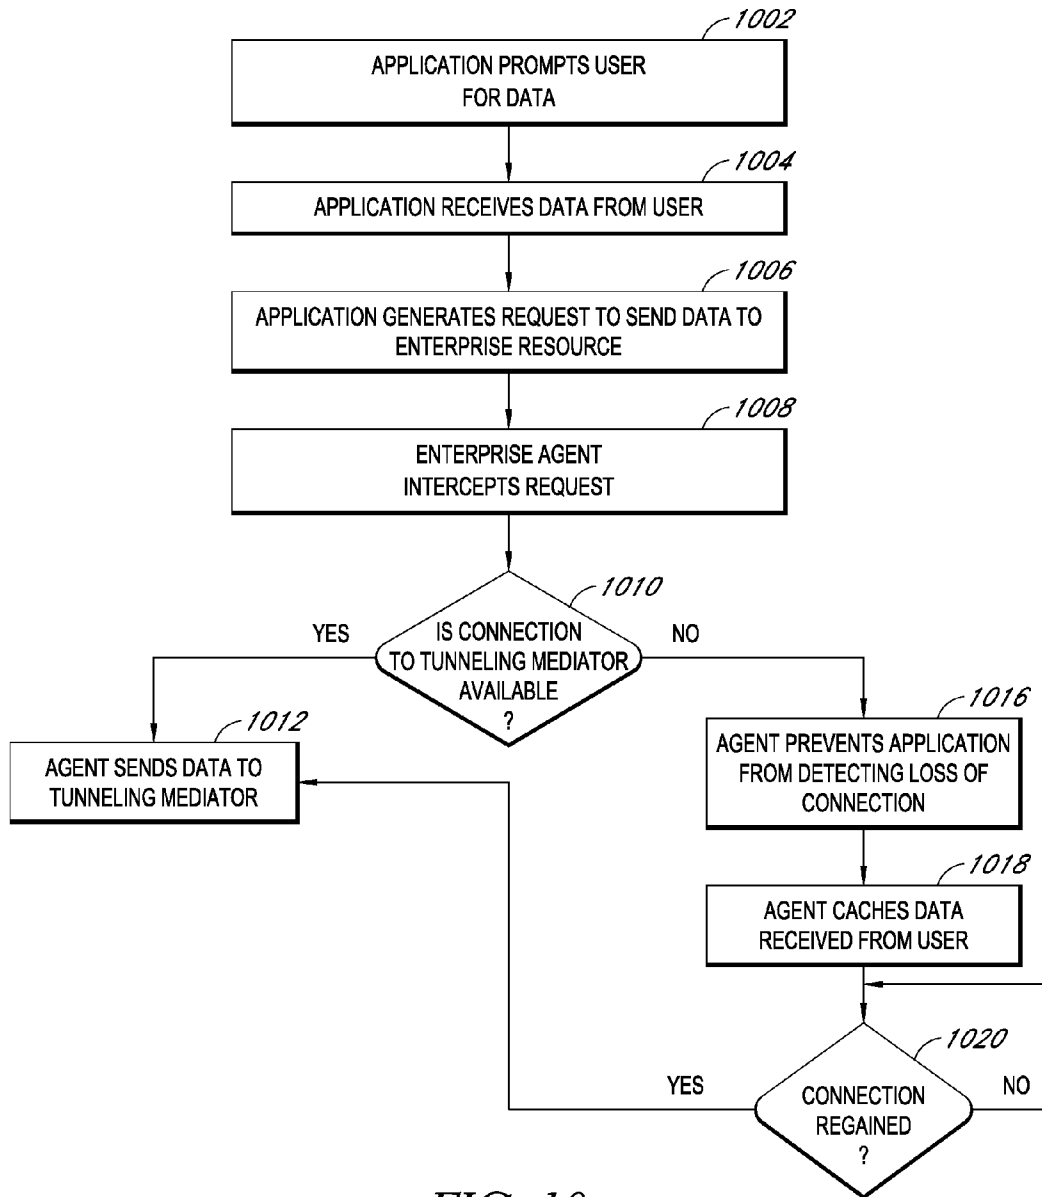 1002
APPLICATION PROMPTS USER
FOR DATA
1004
APPLICATION RECEIVES DATA FROM USER
1006
APPLICATION GENERATES REQUEST TO SEND DATA TO
ENTERPRISE RESOURCE
1008
ENTERPRISE AGENT
INTERCEPTS REQUEST
1010
IS CONNECTION
TO TUNNELING MEDIATOR
AVAILABLE
?
YES
NO
1012
AGENT SENDS DATA TO
TUNNELING MEDIATOR
1016
AGENT PREVENTS APPLICATION
FROM DETECTING LOSS OF
CONNECTION
1018
AGENT CACHES DATA
RECEIVED FROM USER
1020
CONNECTION
REGAINED
?
YES
NO